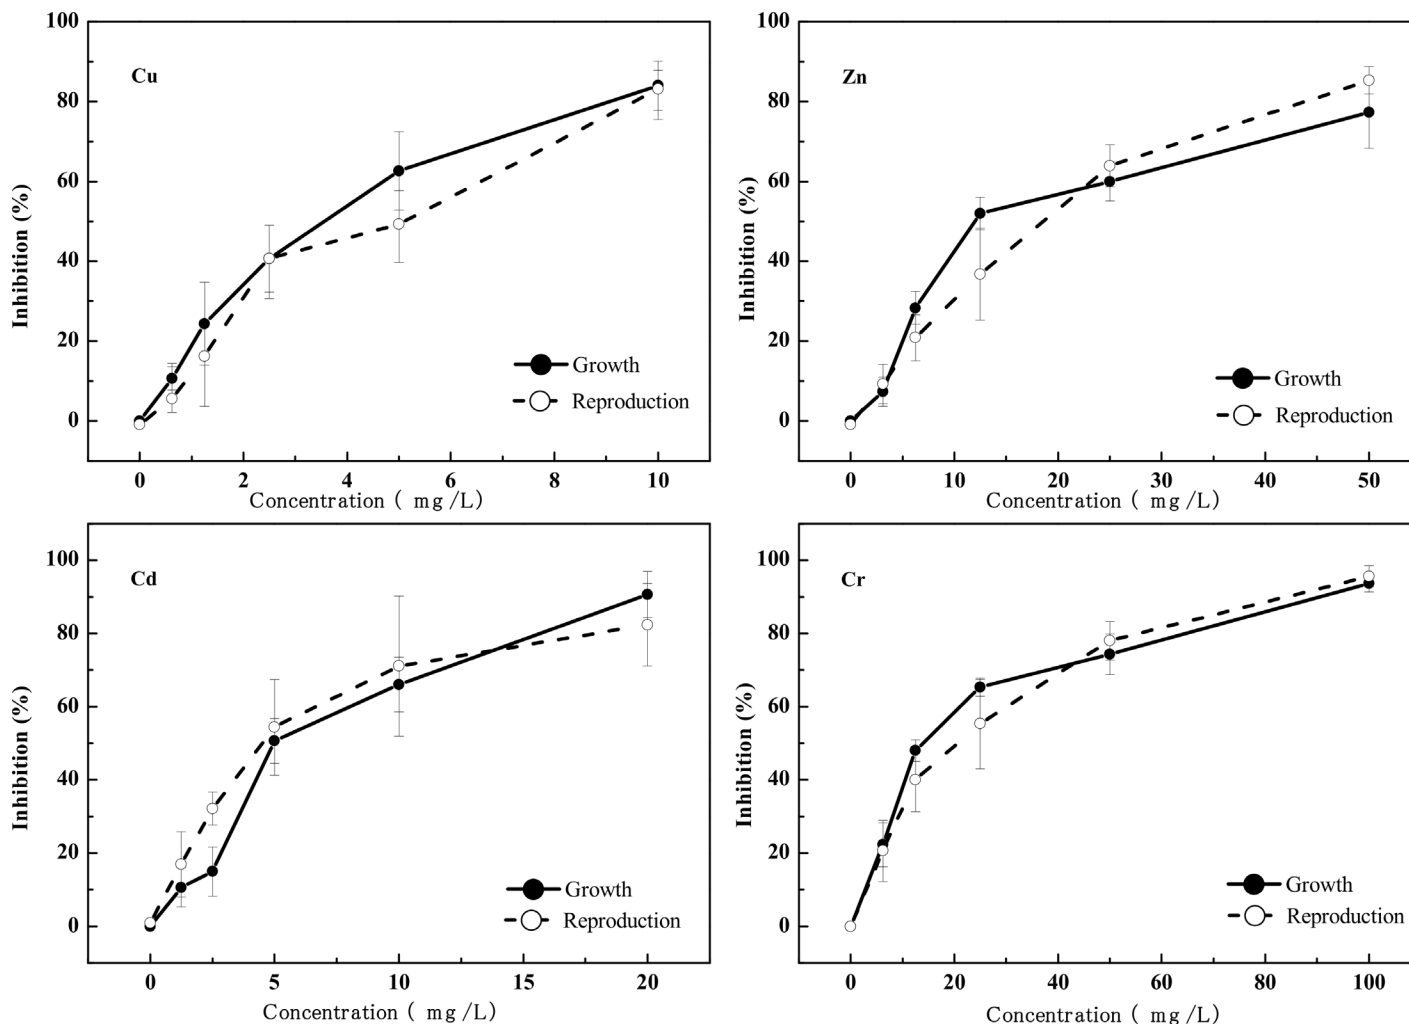 100
80
60
40
20
0
Inhibition (%)
Cu
Growth
Reproduction
0 2 4 6 8 10
Concentration ( mg/L)
100
80
60
40
20
0
Inhibition (%)
Zn
Growth
Reproduction
0 10 20 30 40 50
Concentration ( mg/L)
100
80
60
40
20
0
Inhibition (%)
Cd
Growth
Reproduction
0 5 10 15 20
Concentration ( mg/L)
100
80
60
40
20
0
Inhibition (%)
Cr
Growth
Reproduction
0 20 40 60 80 100
Concentration ( mg/L)